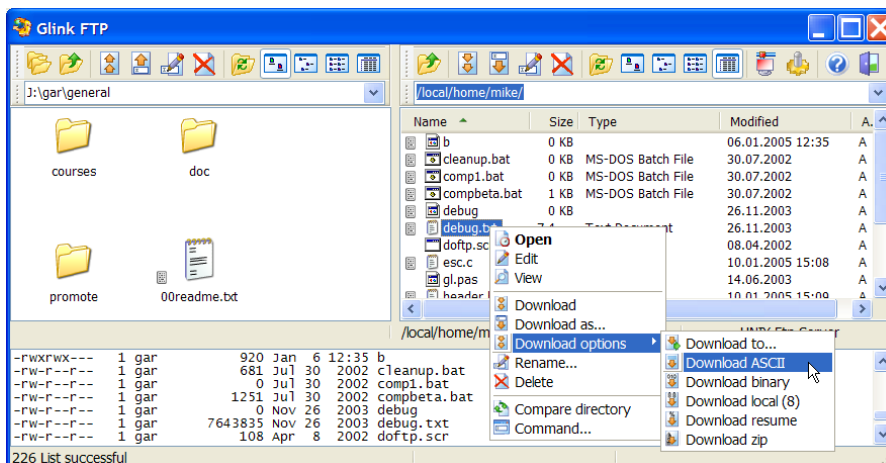 Glink FTP
J:\gar\general
/local/home/mike/
courses
doc
promote
00readme.txt
Name Size Type Modified A.
b 0 KB 06.01.2005 12:35 A
cleanup.bat 0 KB MS-DOS Batch File 30.07.2002 A
comp1.bat 0 KB MS-DOS Batch File 30.07.2002 A
compbeta.bat 1 KB MS-DOS Batch File 30.07.2002 A
debug 0 KB 26.11.2003 A
26.11.2003 A
08.04.2002 A
esc.c 10.01.2005 15:08 A
gl.pas 14.06.2003 A
header 10.01.2005 15:09
Open
Edit
View
Download
Download as...
Download options
Rename...
Delete
Compare directory
Command...
Download to...
Download ASCII
Download binary
Download local (8)
Download resume
Download zip
-rwxrwx--- 1 gar 920 Jan 6 12:35 b
-rw-r--r-- 1 gar 681 Jul 30 2002 cleanup.bat
-rw-r--r-- 1 gar 0 Jul 30 2002 comp1.bat
-rw-r--r-- 1 gar 1251 Jul 30 2002 compbeta.bat
-rw-r--r-- 1 gar 0 Nov 26 2003 debug
-rw-r--r-- 1 gar 7643835 Nov 26 2003 debug.txt
-rw-r--r-- 1 gar 108 Apr 8 2002 doftp.scr
226 List successful